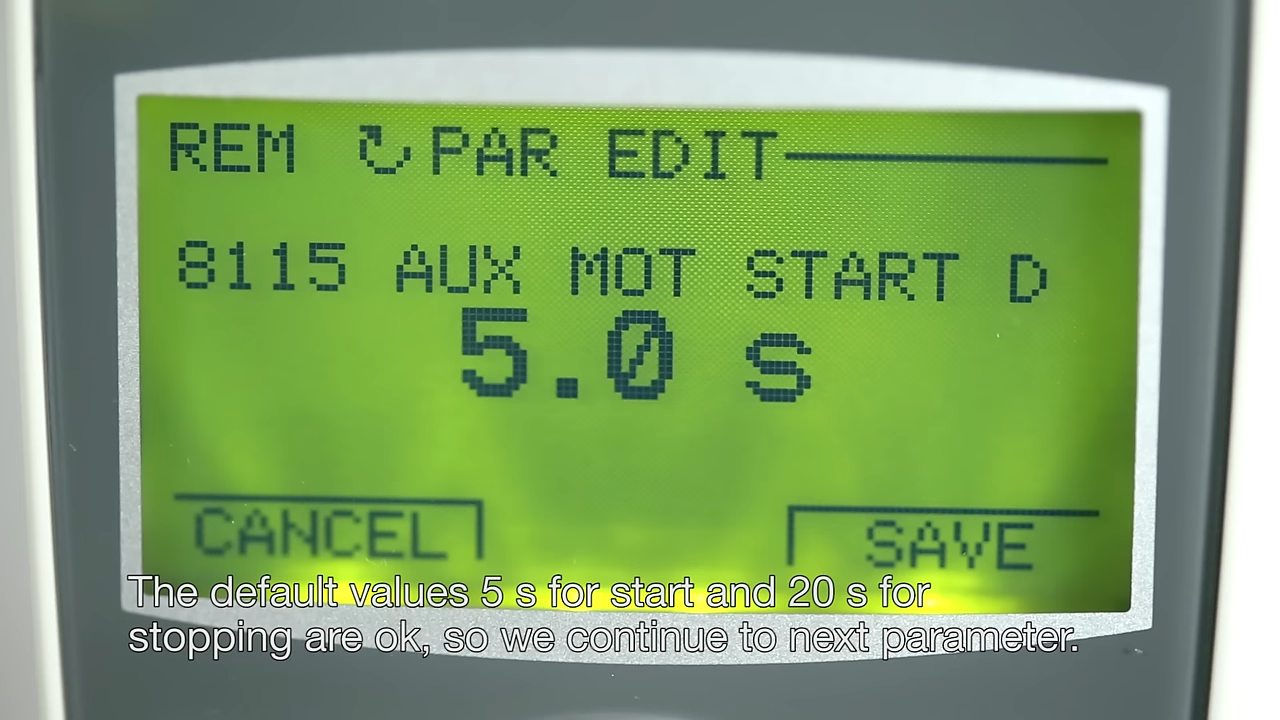 REM ↻ PAR EDIT
8115 AUX MOT START D
5.0 s
CANCEL SAVE
The default values 5 s for start and 20 s for
stopping are ok, so we continue to next parameter.